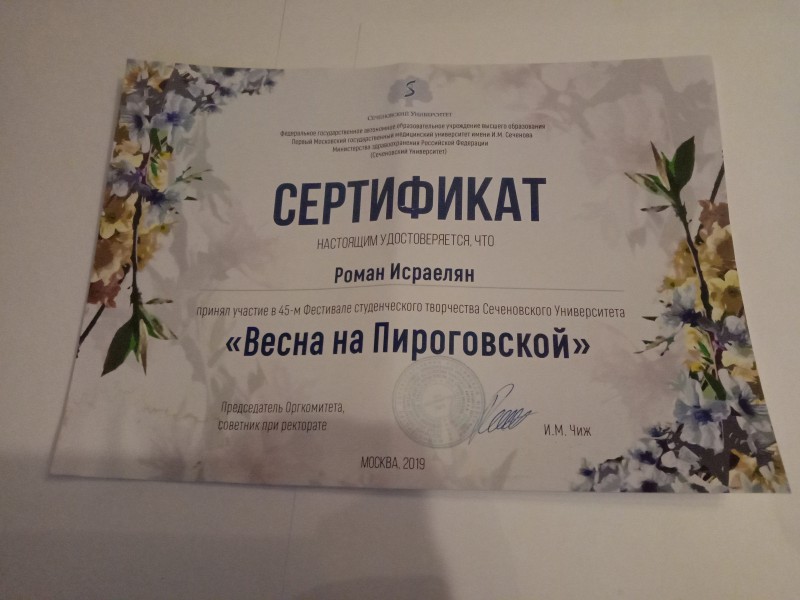 S
Сеченовский Университет
Федеральное государственное автономное образовательное учреждение высшего образования
Первый Московский государственный медицинский университет имени И.М. Сеченова
Министерства здравоохранения Российской Федерации
(Сеченовский Университет)
СЕРТИФИКАТ
НАСТОЯЩИМ УДОСТОВЕРЯЕТСЯ, ЧТО
Роман Исраелян
принял участие в 45-м Фестивале студенческого творчества Сеченовского Университета
«Весна на Пироговской»
Председатель Оргкомитета,
советник при ректорате
И.М. Чиж
МОСКВА, 2019